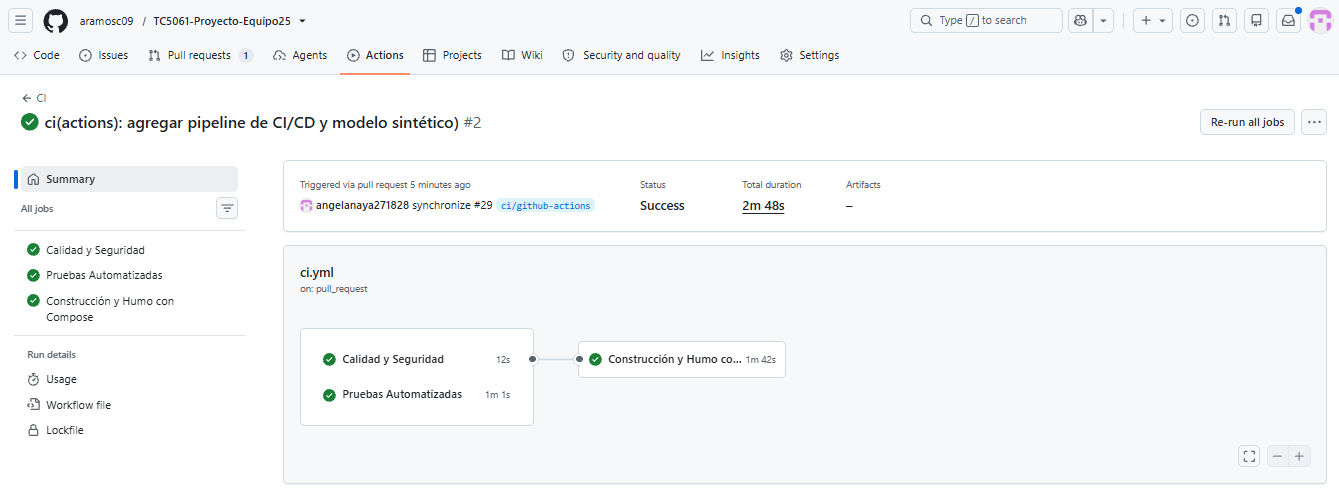 aramosc09 / TC5061-Proyecto-Equipo25
Type / to search
Code Issues Pull requests 1 Agents Actions Projects Wiki Security and quality Insights Settings
← CI
ci(actions): agregar pipeline de CI/CD y modelo sintético) #2
Re-run all jobs
Summary
All jobs
Calidad y Seguridad
Pruebas Automatizadas
Construcción y Humo con
Compose
Run details
Usage
Workflow file
Lockfile
Triggered via pull request 5 minutes ago
angelanaya271828 synchronize #29 ci/github-actions
Status
Success
Total duration
2m 48s
Artifacts
–
ci.yml
on: pull_request
Calidad y Seguridad 12s
Pruebas Automatizadas 1m 1s
Construcción y Humo co... 1m 42s